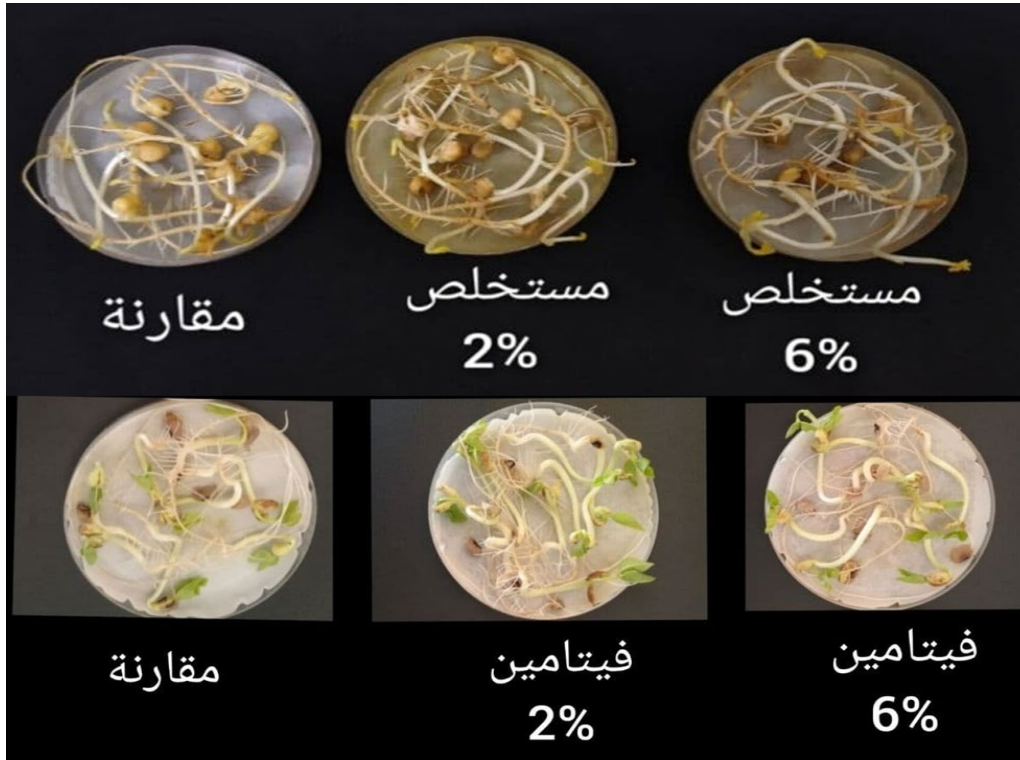 مقارنة
مستخلص
2%
مستخلص
6%
مقارنة
فيتامين
2%
فيتامين
6%